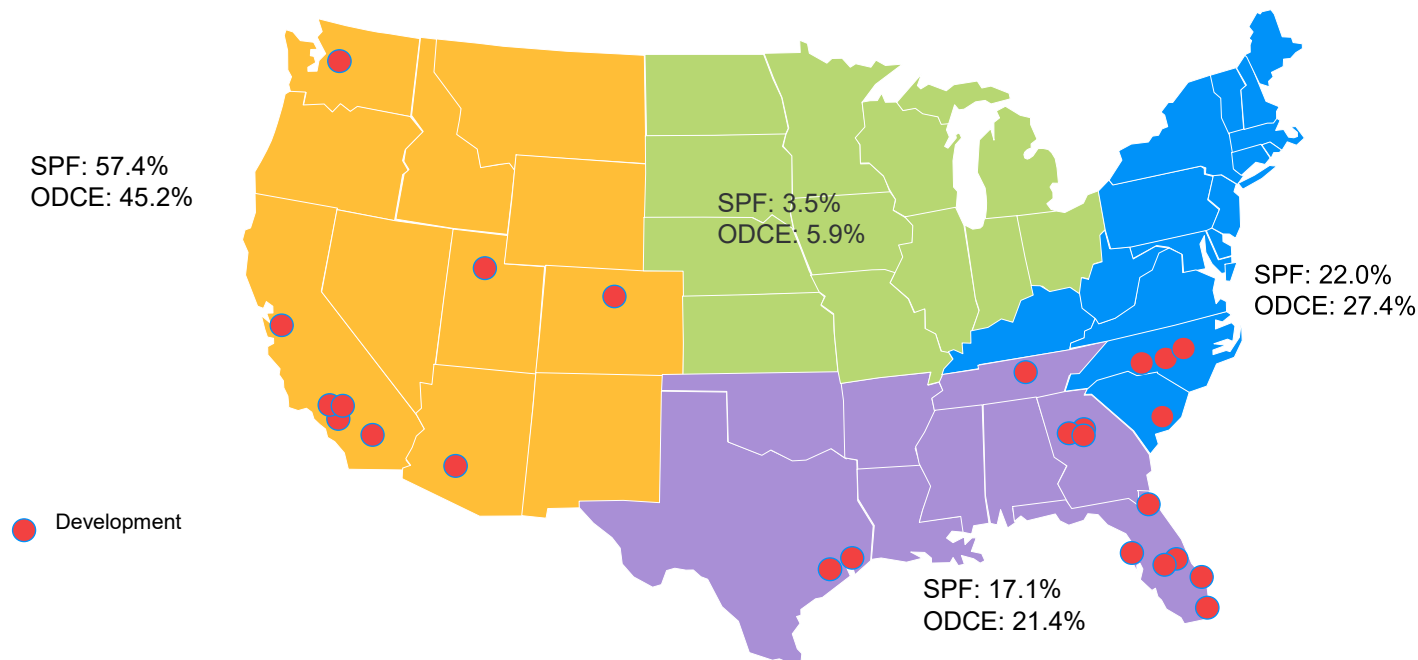 SPF: 57.4%
ODCE: 45.2%
SPF: 3.5%
ODCE: 5.9%
SPF: 22.0%
ODCE: 27.4%
Development
SPF: 17.1%
ODCE: 21.4%